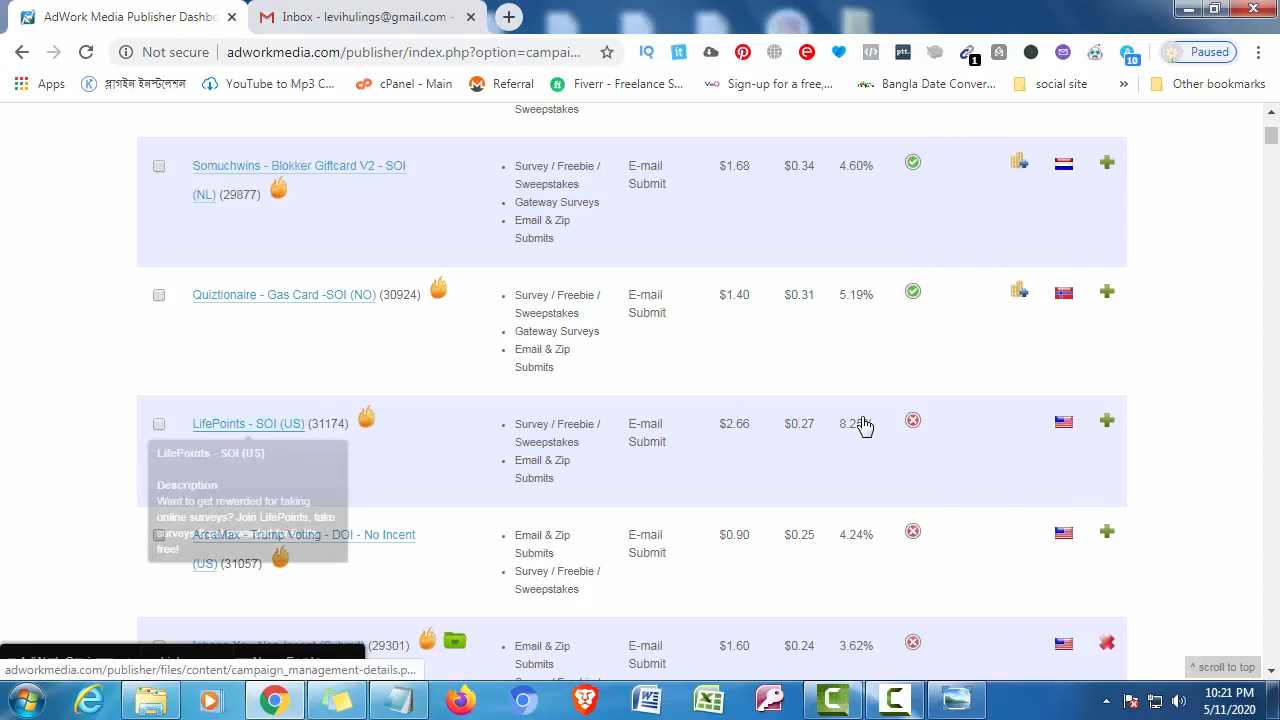 AdWork Media Publisher Dashb
Inbox - levihulings@gmail.com -
Not secure
adworkmedia.com/publisher/index.php?option=campai...
Paused
1
10
ptt.
Apps
প্লাগইন ইন্সটলেশন
YouTube to Mp3 C...
cPanel - Main
Referral
Fiverr - Freelance S...
Sign-up for a free,...
Bangla Date Conver...
social site
»
Other bookmarks
Sweepstakes
Somuchwins - Blokker Giftcard V2 - SOI
(NL) (29877)
• Survey / Freebie /
Sweepstakes
• Gateway Surveys
• Email & Zip
Submits
E-mail
Submit
$1.68
$0.34
4.60%
Quiztionaire - Gas Card -SOI (NO) (30924)
• Survey / Freebie /
Sweepstakes
• Gateway Surveys
• Email & Zip
Submits
E-mail
Submit
$1.40
$0.31
5.19%
LifePoints - SOI (US) (31174)
• Survey / Freebie /
Sweepstakes
• Email & Zip
Submits
E-mail
Submit
$2.66
$0.27
LifePoints - SOI (US)
Description
Want to get rewarded for taking
online surveys? Join LifePoints, take
free!
ArcaMax - Trump Voting - DOI - No Incent
(US) (31057)
• Email & Zip
Submits
• Survey / Freebie /
Sweepstakes
E-mail
Submit
$0.90
$0.25
4.24%
(29301)
• Email & Zip
Submits
E-mail
Submit
$1.60
$0.24
3.62%
^ scroll to top
adworkmedia.com/publisher/files/content/campaign_management-details.p...
10:21 PM
5/11/2020